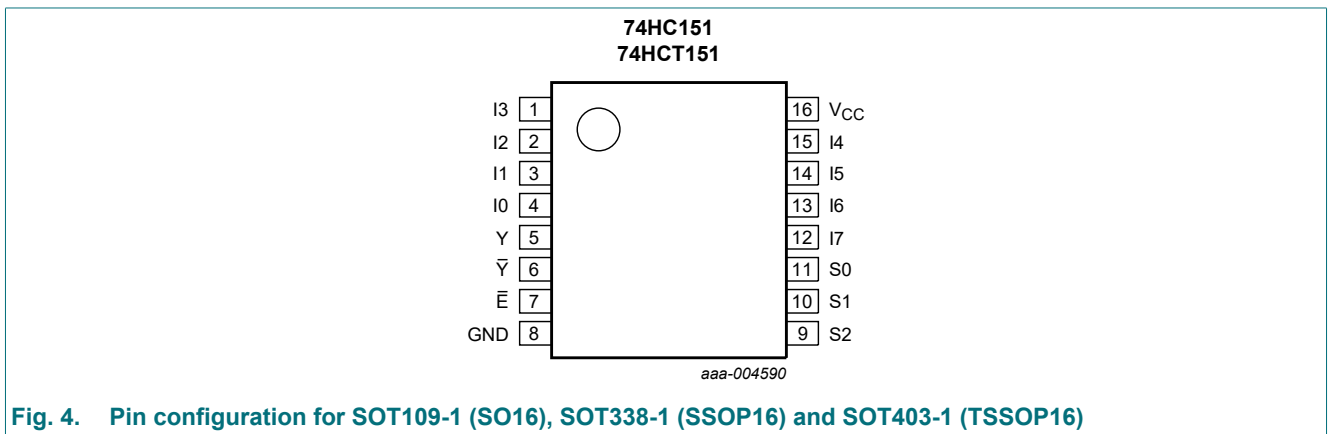 74HC151
74HCT151
I3 1 16 VCC
I2 2 15 I4
I1 3 14 I5
I0 4 13 I6
Y 5 12 I7
Y̅ 6 11 S0
E̅ 7 10 S1
GND 8 9 S2
aaa-004590
Fig. 4. Pin configuration for SOT109-1 (SO16), SOT338-1 (SSOP16) and SOT403-1 (TSSOP16)